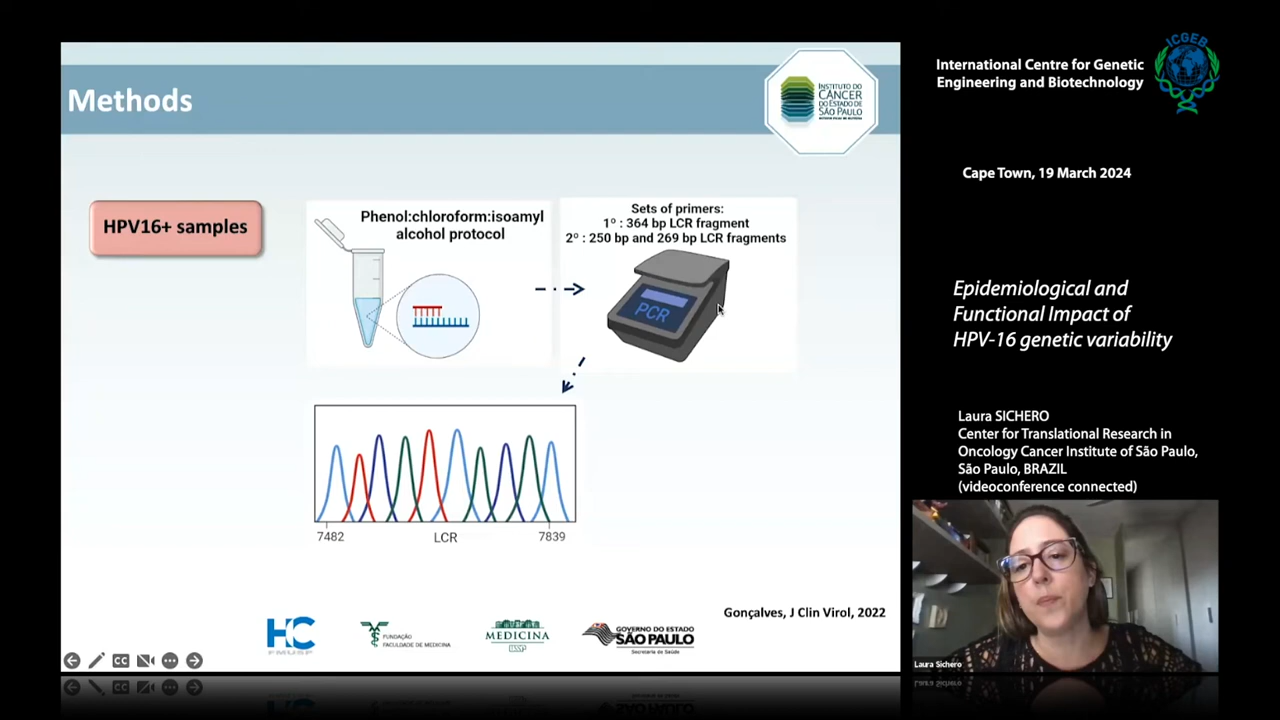 Methods
INSTITUTO DO
CÂNCER
DO ESTADO DE
SÃO PAULO
HPV16+ samples
Phenol:chloroform:isoamyl
alcohol protocol
Sets of primers:
1º : 364 bp LCR fragment
2º : 250 bp and 269 bp LCR fragments
PCR
7482
LCR
7839
Gonçalves, J Clin Virol, 2022
HC
FMUSP
FUNDAÇÃO
FACULDADE DE MEDICINA
MEDICINA
USP
GOVERNO DO ESTADO
SÃO PAULO
Secretaria da Saúde
CC
International Centre for Genetic
Engineering and Biotechnology
ICGEB
Cape Town, 19 March 2024
Epidemiological and
Functional Impact of
HPV-16 genetic variability
Laura SICHERO
Center for Translational Research in
Oncology Cancer Institute of São Paulo,
São Paulo, BRAZIL
(videoconference connected)
Laura Sichero